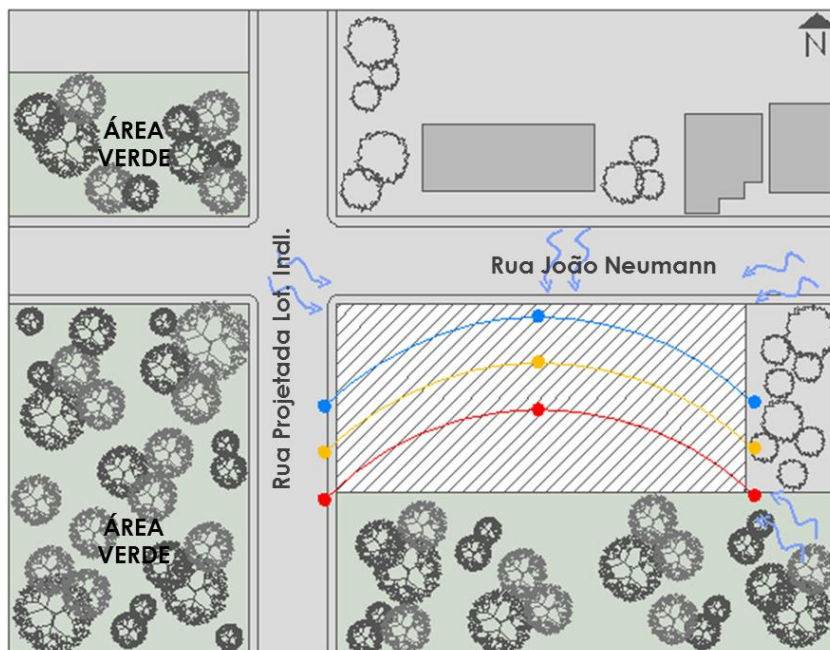 N
ÁREA
VERDE
Rua João Neumann
Rua Projetada Lot. Indl.
ÁREA
VERDE